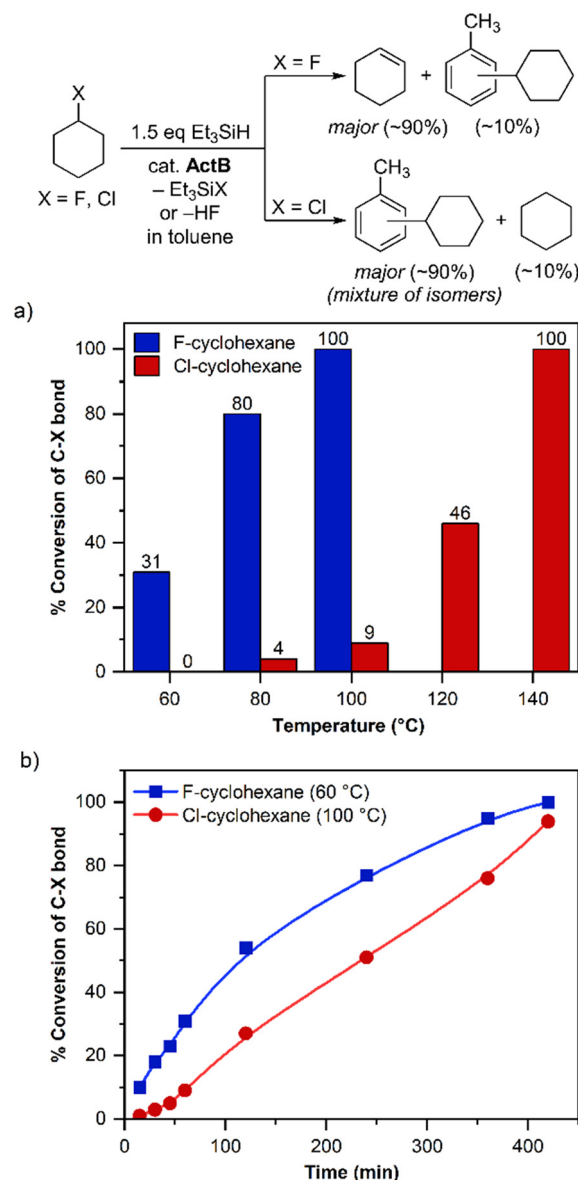 X
X = F, Cl
1.5 eq Et₃SiH
cat. ActB
– Et₃SiX
or –HF
in toluene
X = F
+
CH₃
major (~90%)
(~10%)
X = Cl
CH₃
+
major (~90%)
(mixture of isomers)
(~10%)
a)
F-cyclohexane
Cl-cyclohexane
% Conversion of C-X bond
100
80
60
40
20
0
31
0
80
4
100
9
46
100
60
80
100
120
140
Temperature (°C)
b)
F-cyclohexane (60 °C)
Cl-cyclohexane (100 °C)
% Conversion of C-X bond
100
80
60
40
20
0
0
100
200
300
400
Time (min)